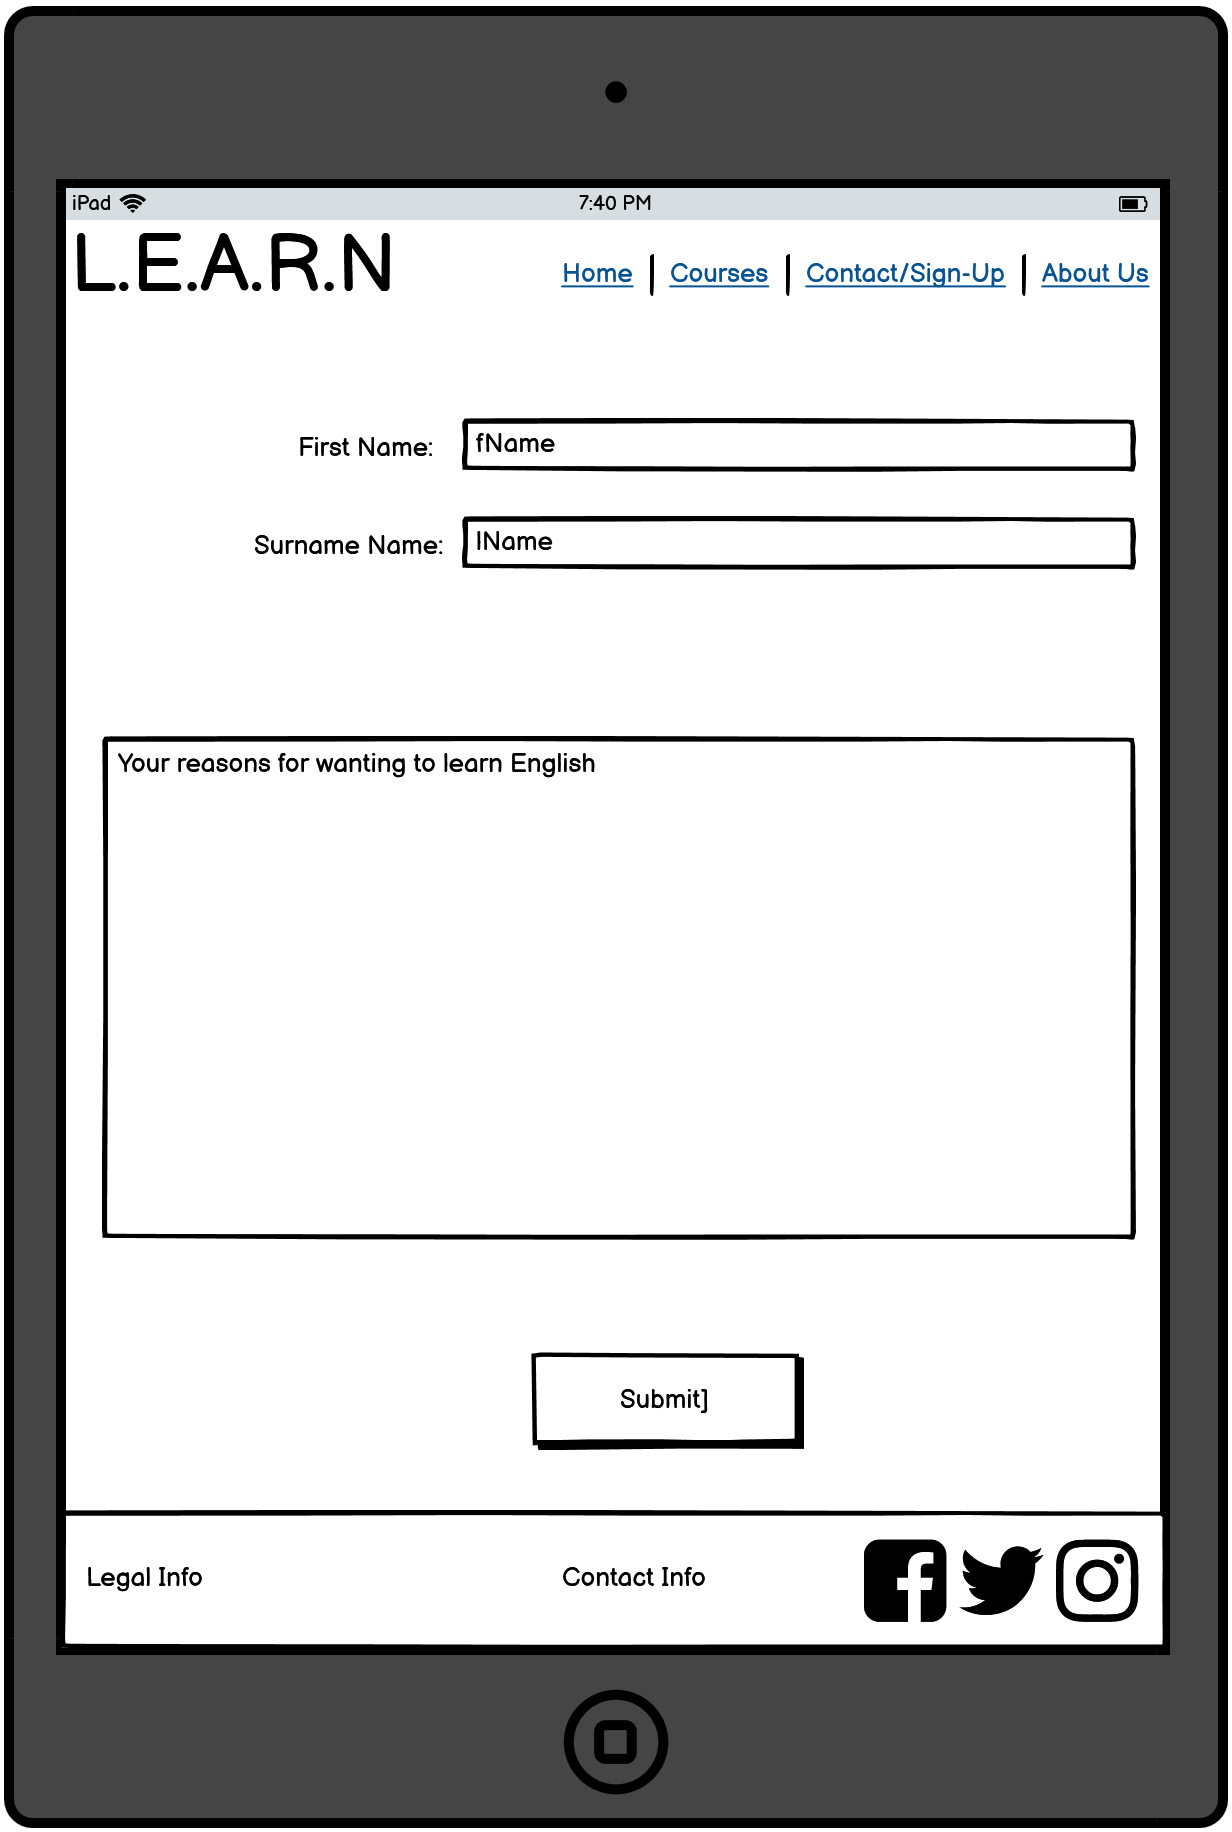 iPad 7:40 PM
L.E.A.R.N
Home Courses Contact/Sign-Up About Us
First Name: fName
Surname Name: lName
Your reasons for wanting to learn English
Submit]
Legal Info Contact Info